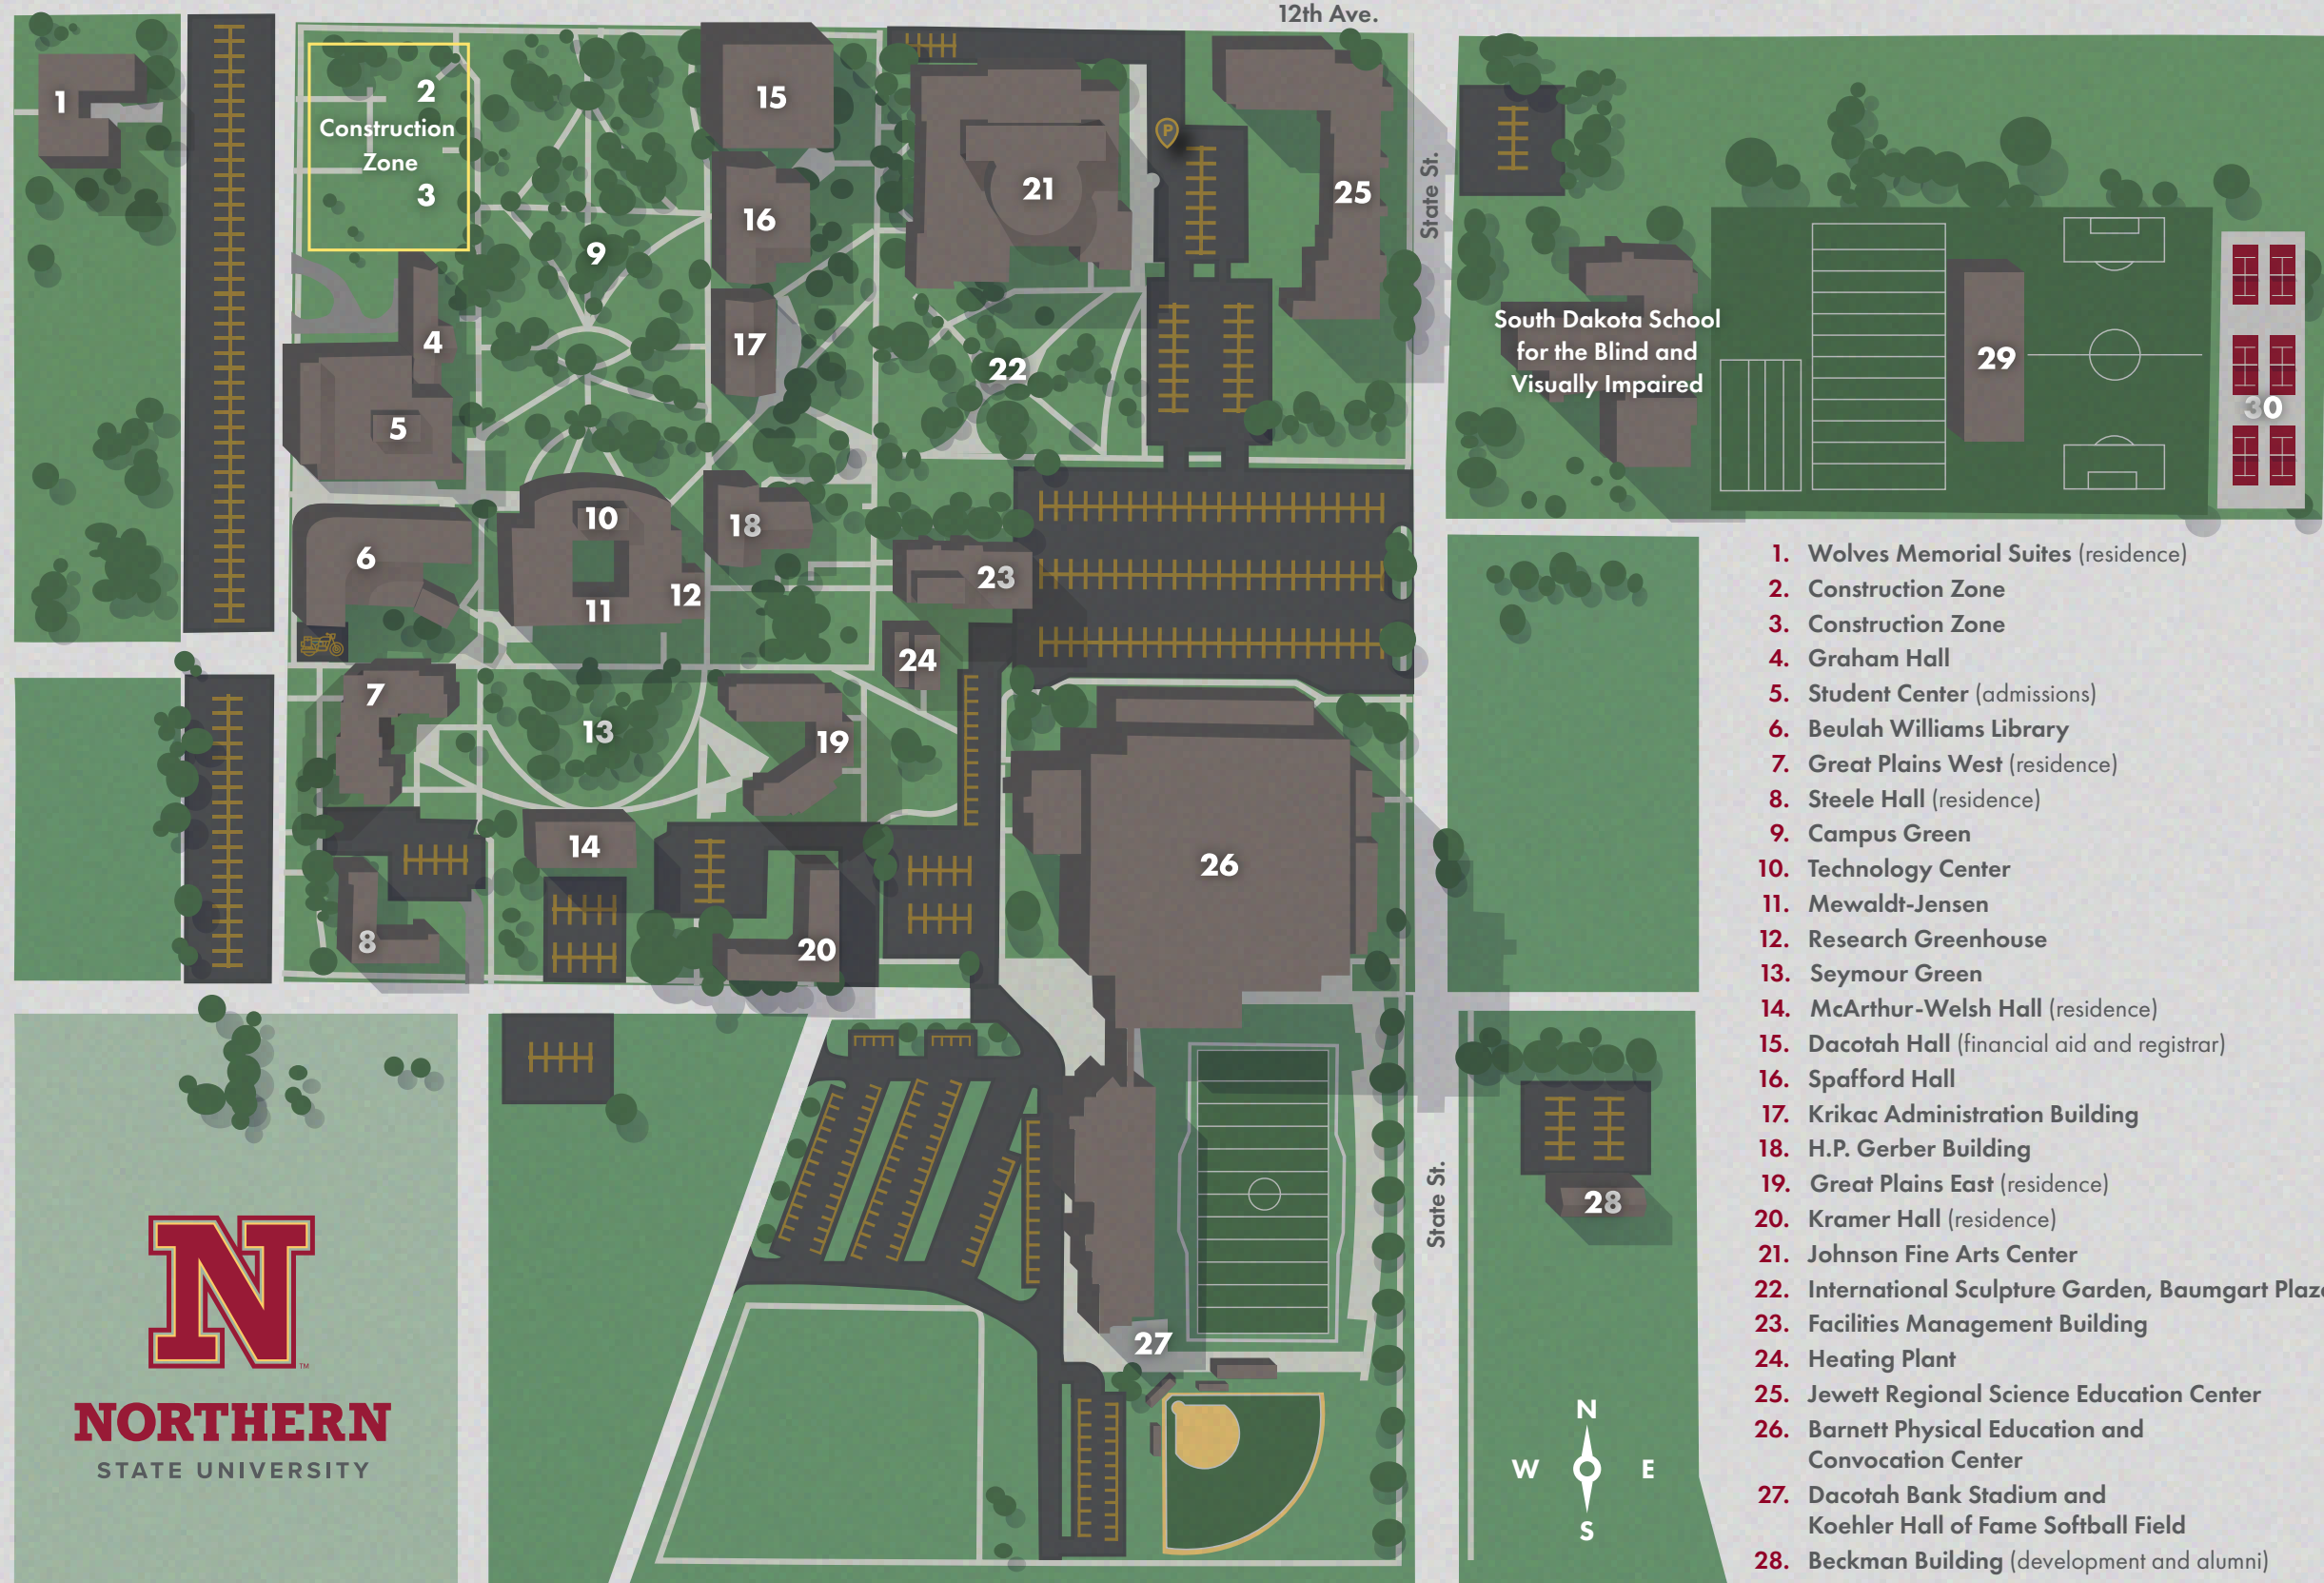 12th Ave.
1
2
Construction
Zone
3
15
P
21
25
State St.
16
9
4
17
22
South Dakota School
for the Blind and
Visually Impaired
29
30
5
10
18
6
11
12
23
24
7
13
19
14
26
8
20
27
28
State St.
N
W E
S
N
™
NORTHERN
STATE UNIVERSITY
1. Wolves Memorial Suites (residence)
2. Construction Zone
3. Construction Zone
4. Graham Hall
5. Student Center (admissions)
6. Beulah Williams Library
7. Great Plains West (residence)
8. Steele Hall (residence)
9. Campus Green
10. Technology Center
11. Mewaldt-Jensen
12. Research Greenhouse
13. Seymour Green
14. McArthur-Welsh Hall (residence)
15. Dacotah Hall (financial aid and registrar)
16. Spafford Hall
17. Krikac Administration Building
18. H.P. Gerber Building
19. Great Plains East (residence)
20. Kramer Hall (residence)
21. Johnson Fine Arts Center
22. International Sculpture Garden, Baumgart Plaza
23. Facilities Management Building
24. Heating Plant
25. Jewett Regional Science Education Center
26. Barnett Physical Education and
Convocation Center
27. Dacotah Bank Stadium and
Koehler Hall of Fame Softball Field
28. Beckman Building (development and alumni)